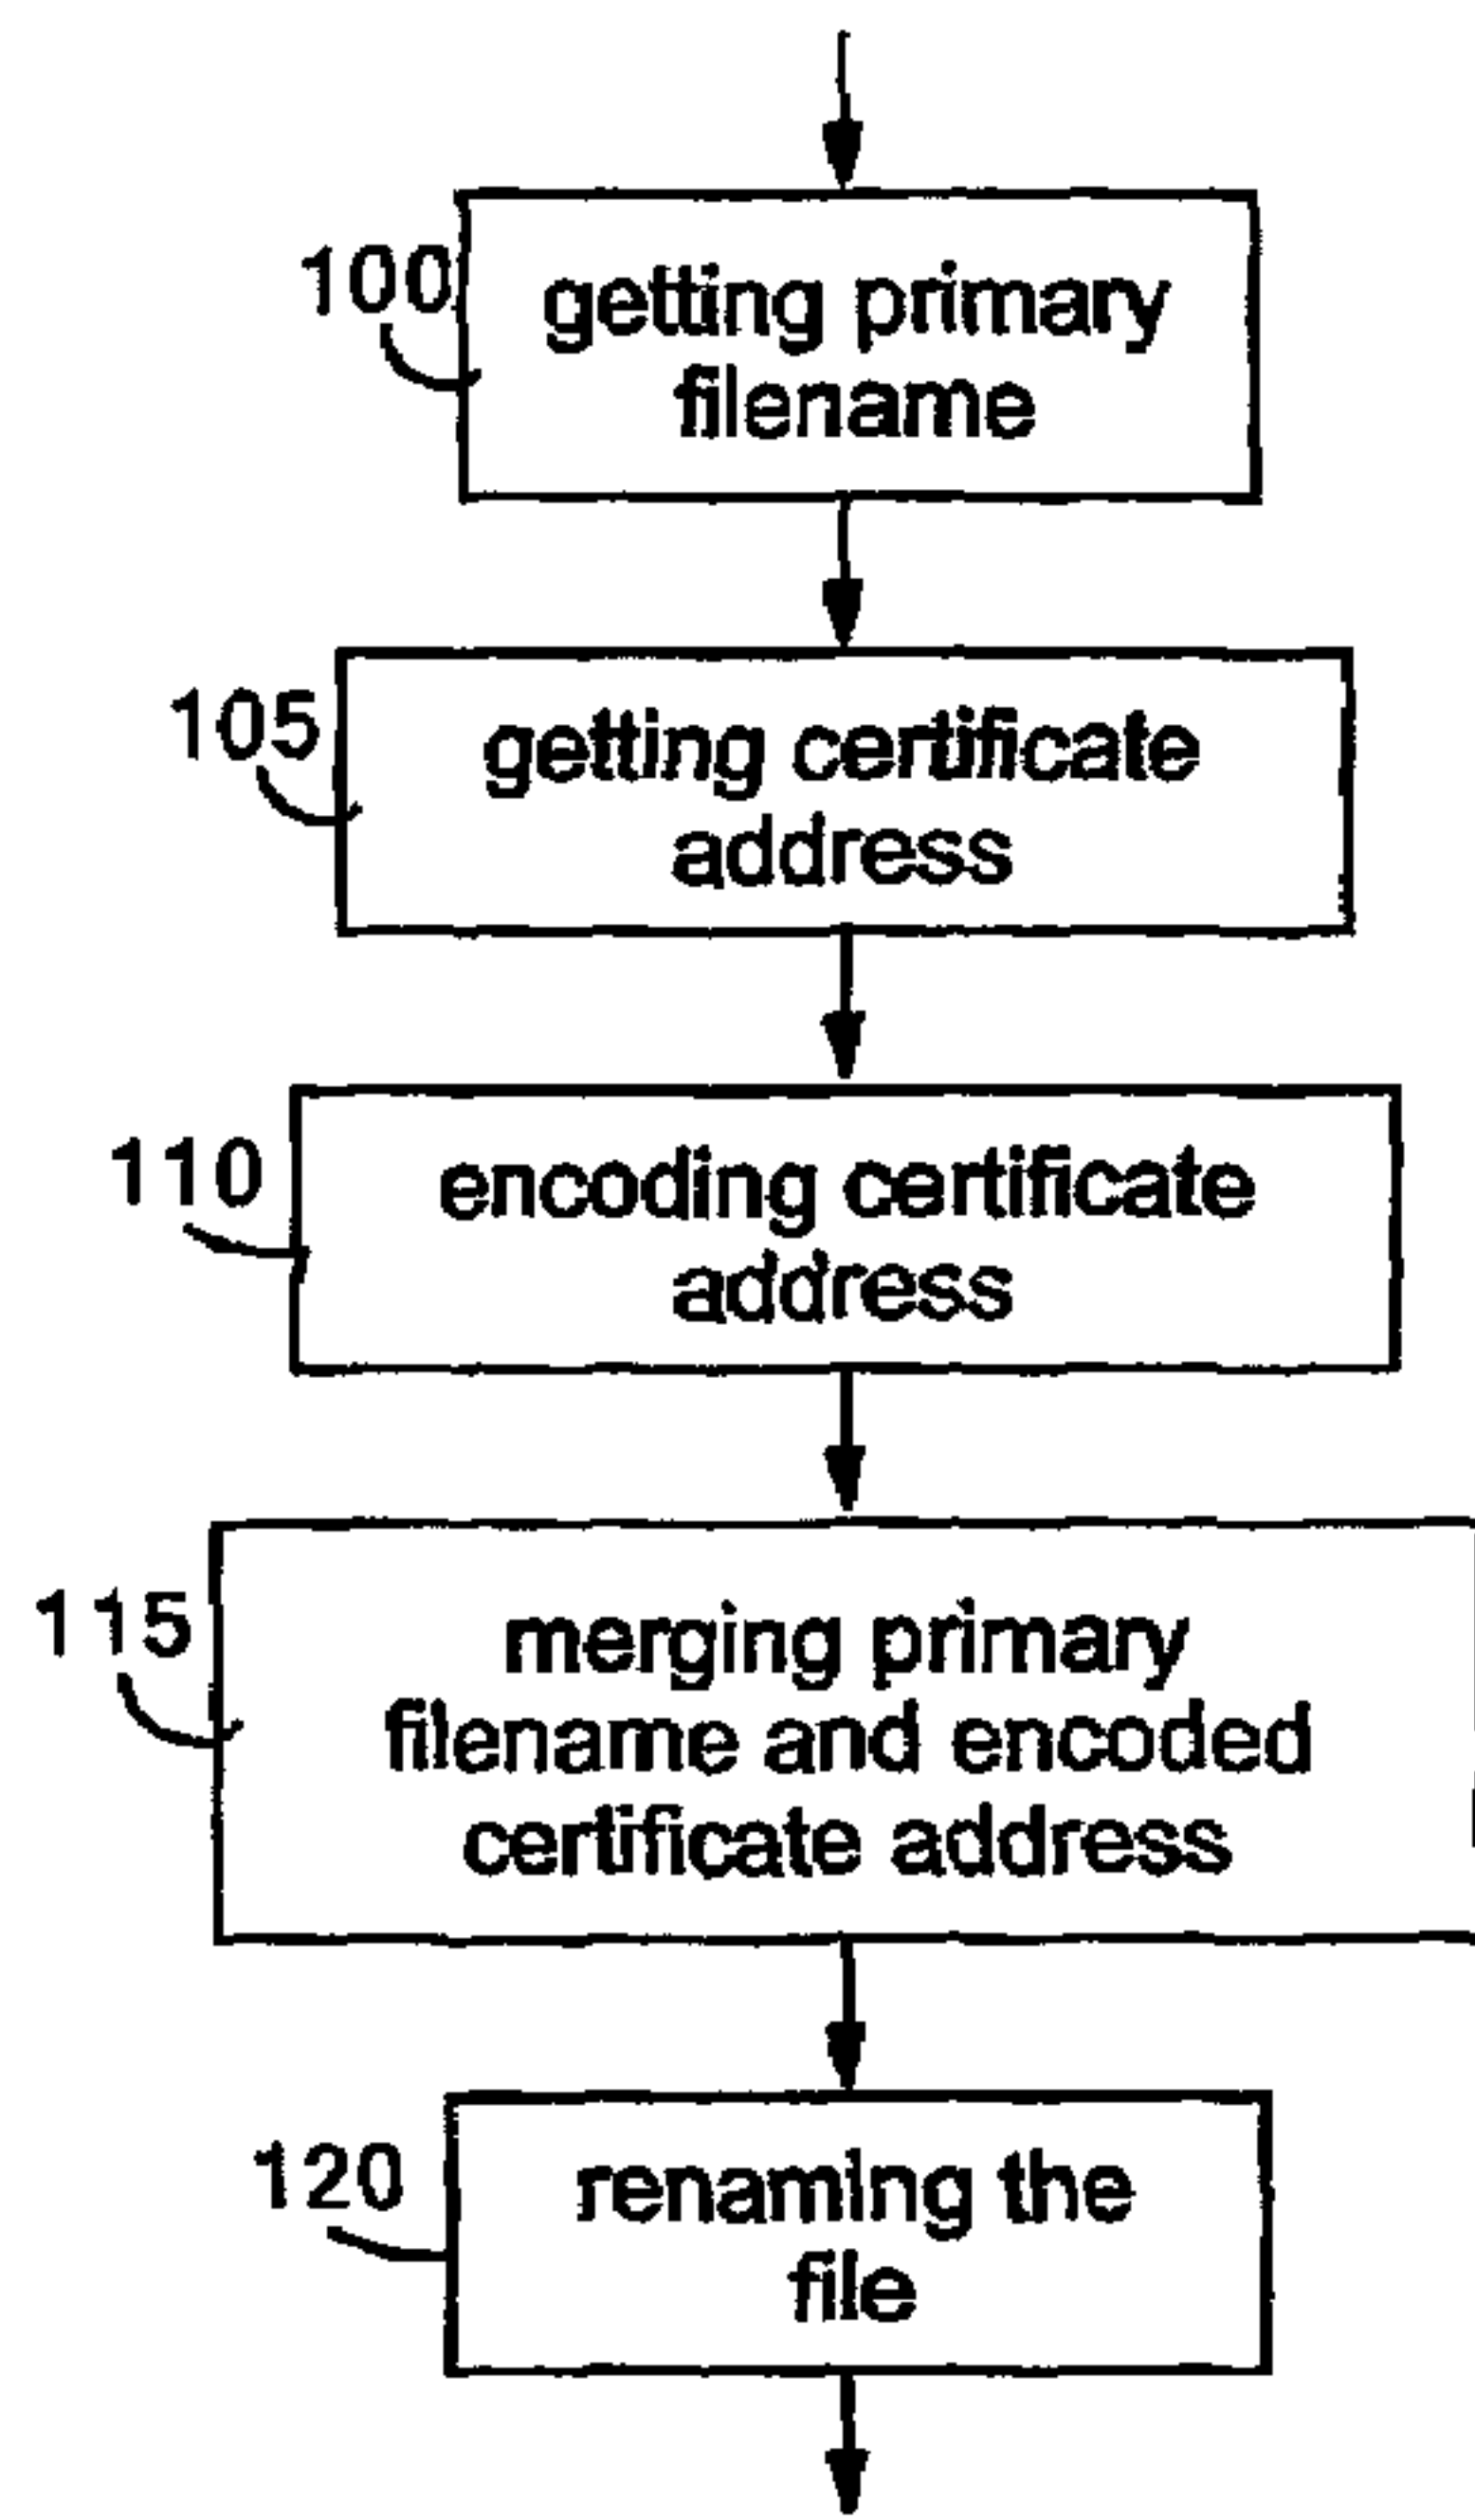 100
getting primary
filename
105
getting certificate
address
110
encoding certificate
address
115
merging primary
filename and encoded
certificate address
120
renaming the
file